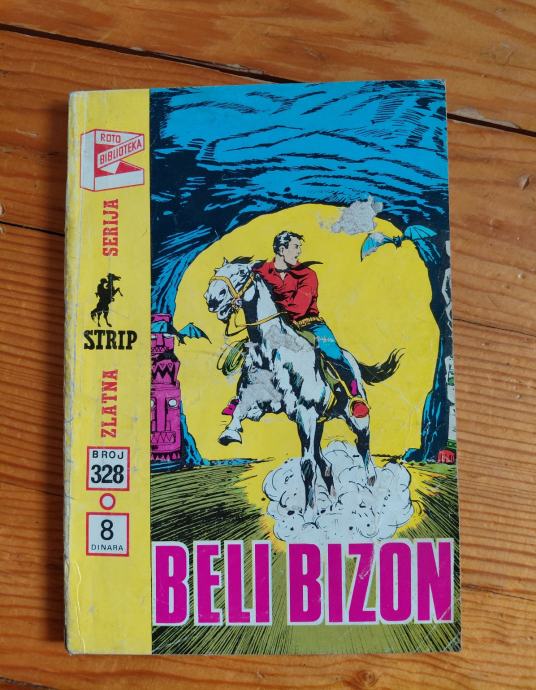 ROTO
BIBLIOTEKA
ZLATNA SERIJA
STRIP
BROJ
328
8
DINARA
BELI BIZON